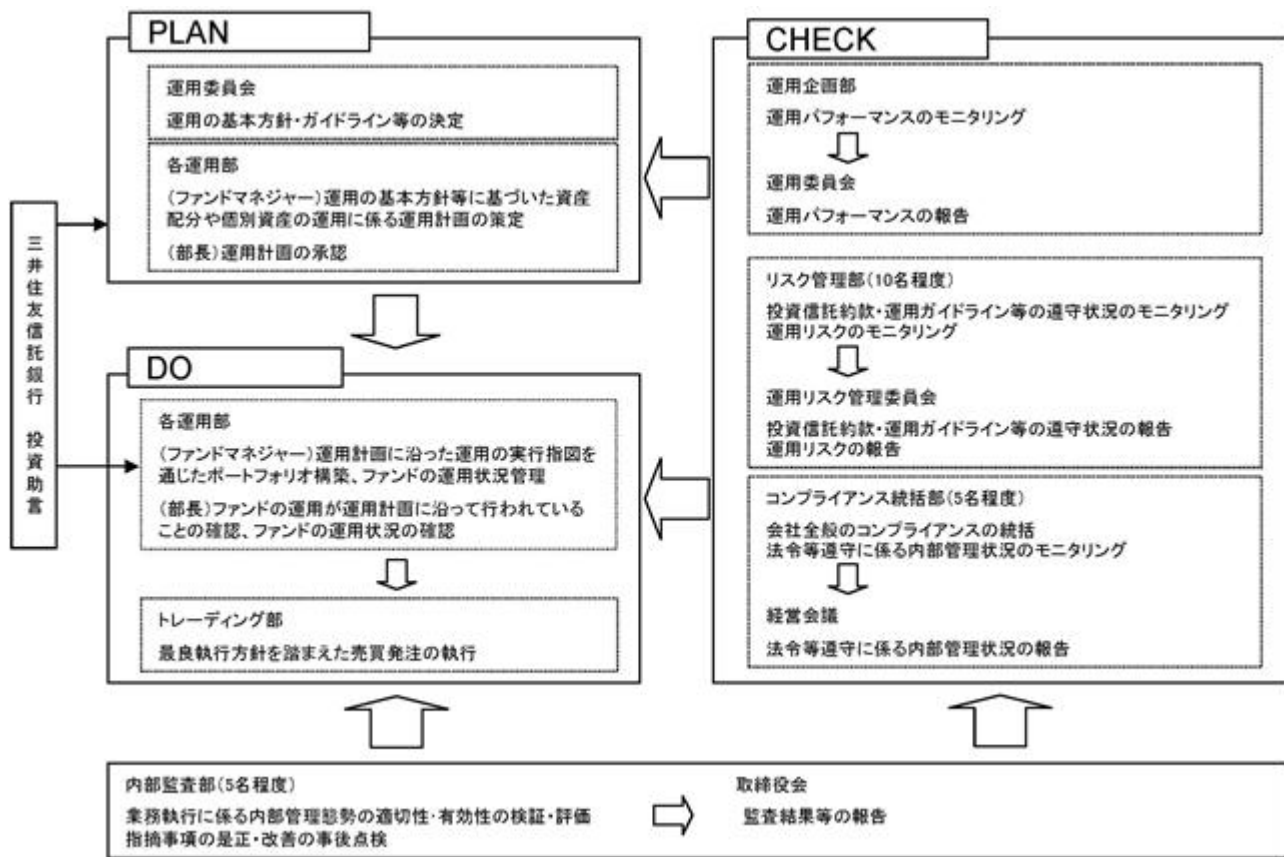 PLAN
運用委員会
運用の基本方針・ガイドライン等の決定
各運用部
(ファンドマネジャー)運用の基本方針等に基づいた資産
配分や個別資産の運用に係る運用計画の策定
(部長)運用計画の承認
三井住友信託銀行 投資助言
DO
各運用部
(ファンドマネジャー)運用計画に沿った運用の実行指図を
通じたポートフォリオ構築、ファンドの運用状況管理
(部長)ファンドの運用が運用計画に沿って行われている
ことの確認、ファンドの運用状況の確認
トレーディング部
最良執行方針を踏まえた売買発注の執行
CHECK
運用企画部
運用パフォーマンスのモニタリング
運用委員会
運用パフォーマンスの報告
リスク管理部(10名程度)
投資信託約款・運用ガイドライン等の遵守状況のモニタリング
運用リスクのモニタリング
運用リスク管理委員会
投資信託約款・運用ガイドライン等の遵守状況の報告
運用リスクの報告
コンプライアンス統括部(5名程度)
会社全般のコンプライアンスの統括
法令等遵守に係る内部管理状況のモニタリング
経営会議
法令等遵守に係る内部管理状況の報告
内部監査部(5名程度)
業務執行に係る内部管理態勢の適切性・有効性の検証・評価
指摘事項の是正・改善の事後点検
取締役会
監査結果等の報告